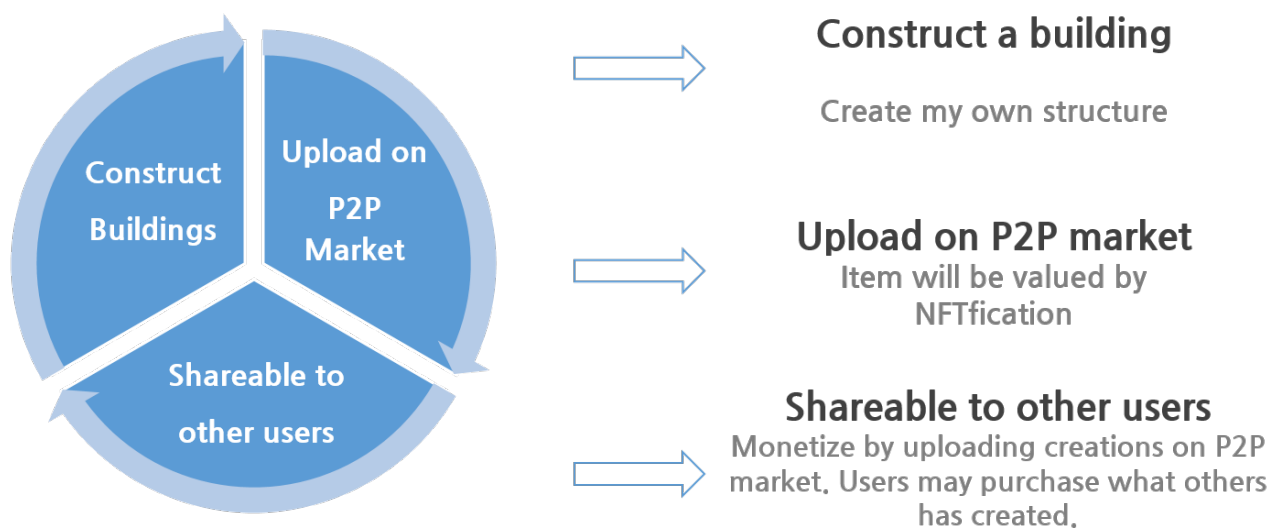 Construct
Buildings
Upload on
P2P
Market
Shareable to
other users
Construct a building
Create my own structure
Upload on P2P market
Item will be valued by
NFTfication
Shareable to other users
Monetize by uploading creations on P2P
market. Users may purchase what others
has created.